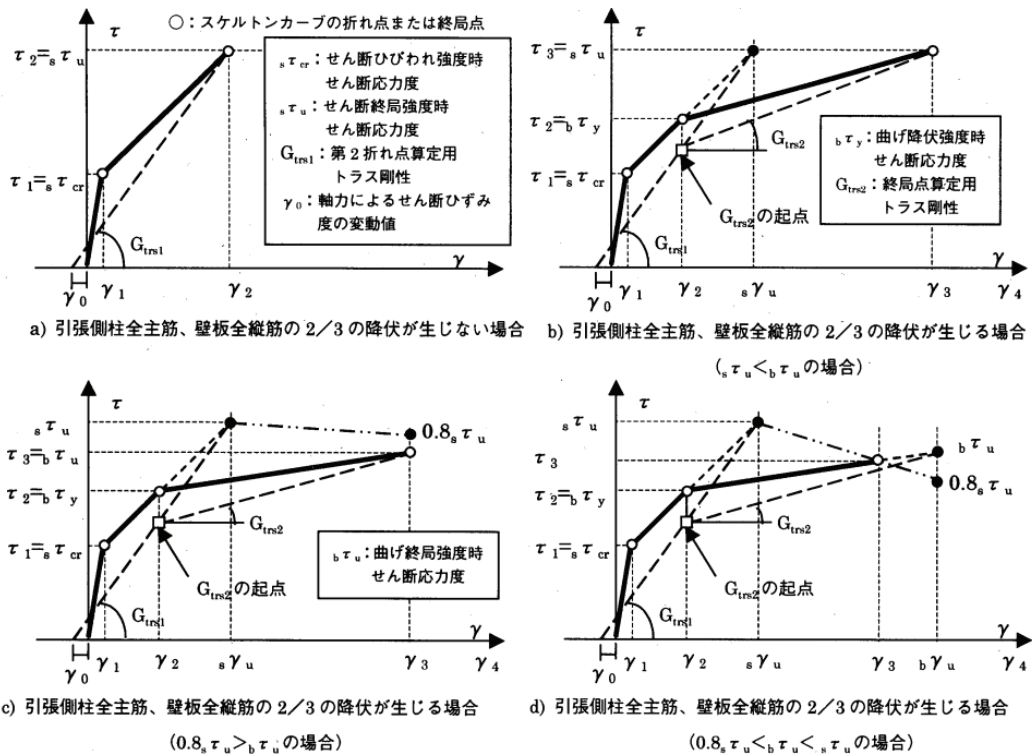 ○：スケルトンカーブの折れ点または終局点
τ
τ2=sτu
τ1=sτcr
sτcr：せん断ひびわれ強度時
せん断応力度
sτu：せん断終局強度時
せん断応力度
Gtrs1：第2折れ点算定用
トラス剛性
γ0：軸力によるせん断ひずみ
度の変動値
Gtrs1
γ
γ0
γ1
γ2
a) 引張側柱全主筋、壁板全縦筋の2／3の降伏が生じない場合
τ
τ3=sτu
τ2=bτy
τ1=sτcr
Gtrs2
bτy：曲げ降伏強度時
せん断応力度
Gtrs2：終局点算定用
トラス剛性
Gtrs2の起点
Gtrs1
γ
γ0
γ1
γ2
sγu
γ3
γ4
b) 引張側柱全主筋、壁板全縦筋の2／3の降伏が生じる場合
(sτu＜bτuの場合)
τ
sτu
0.8sτu
τ3=bτu
τ2=bτy
τ1=sτcr
Gtrs2
bτu：曲げ終局強度時
せん断応力度
Gtrs2の起点
Gtrs1
γ
γ0
γ1
γ2
sγu
γ3
γ4
c) 引張側柱全主筋、壁板全縦筋の2／3の降伏が生じる場合
(0.8sτu＞bτuの場合)
τ
sτu
bτu
τ3
0.8sτu
τ2=bτy
τ1=sτcr
Gtrs2
Gtrs2の起点
Gtrs1
γ
γ0
γ1
γ2
sγu
γ3
bγu
γ4
d) 引張側柱全主筋、壁板全縦筋の2／3の降伏が生じる場合
(0.8sτu＜bτu＜sτuの場合)